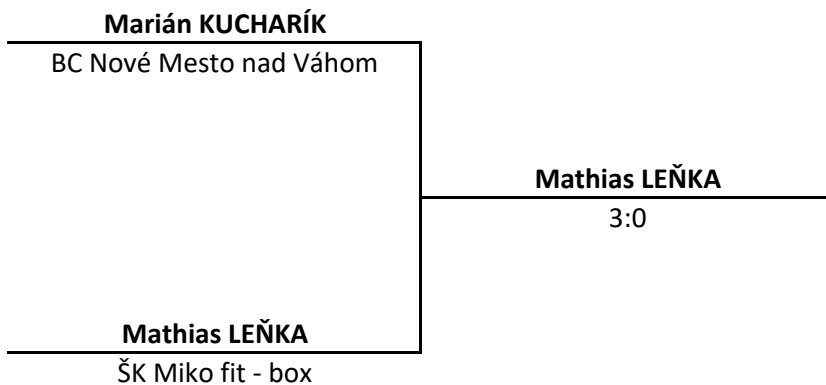 Marián KUCHARÍK
BC Nové Mesto nad Váhom
Mathias LEŇKA
3:0
Mathias LEŇKA
ŠK Miko fit - box